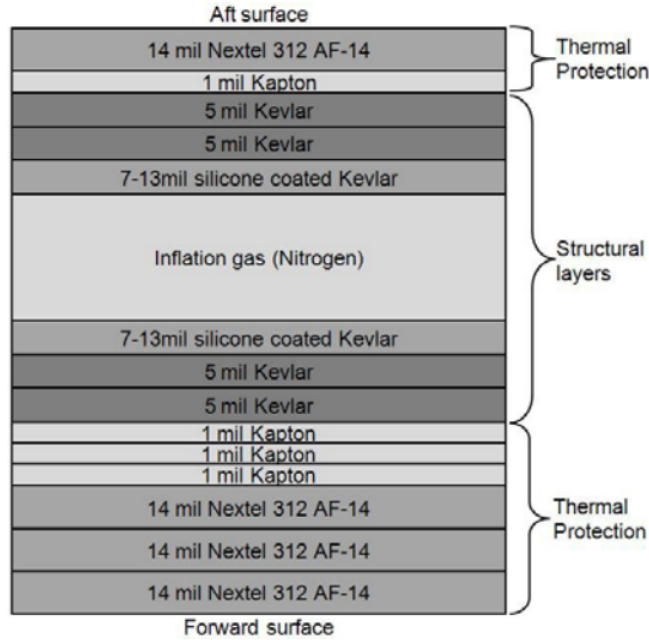 Aft surface
14 mil Nextel 312 AF-14
1 mil Kapton
Thermal
Protection
5 mil Kevlar
5 mil Kevlar
7-13mil silicone coated Kevlar
Inflation gas (Nitrogen)
Structural
layers
7-13mil silicone coated Kevlar
5 mil Kevlar
5 mil Kevlar
1 mil Kapton
1 mil Kapton
1 mil Kapton
14 mil Nextel 312 AF-14
14 mil Nextel 312 AF-14
14 mil Nextel 312 AF-14
Thermal
Protection
Forward surface